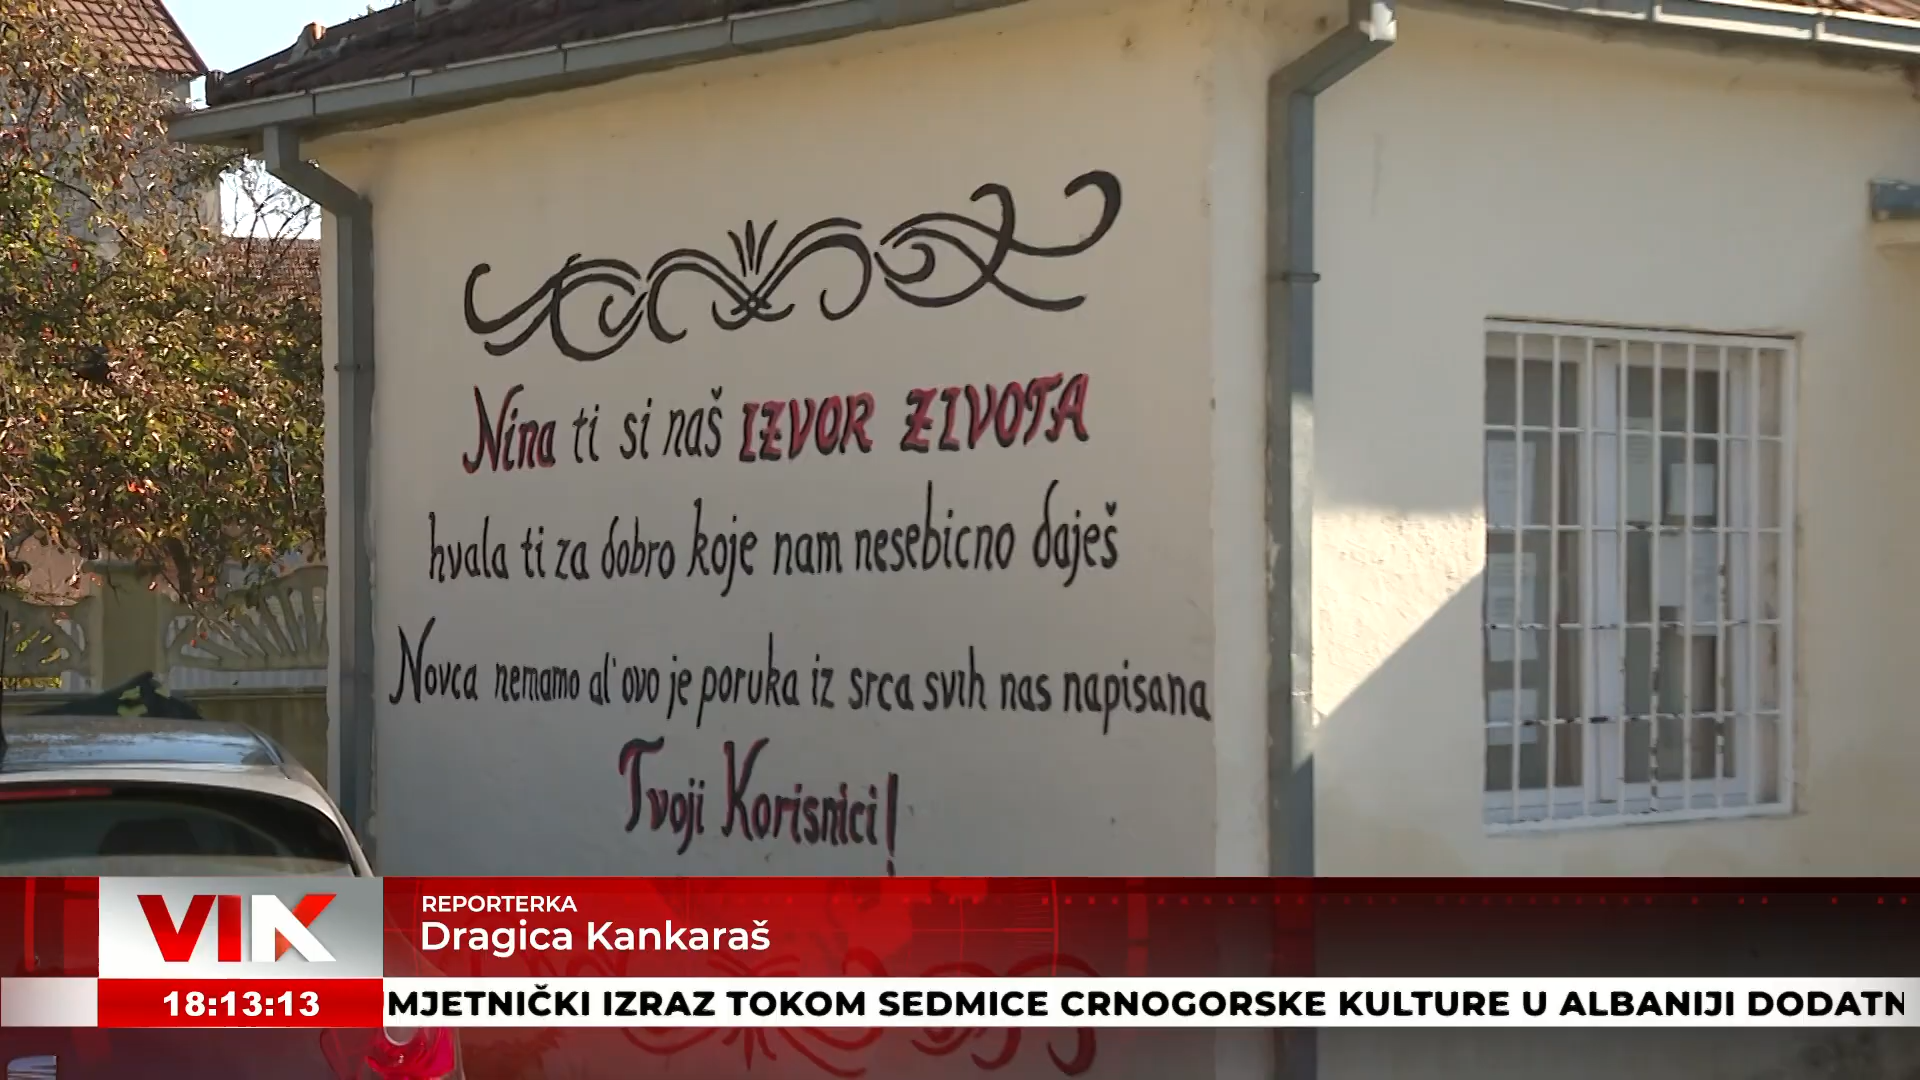 Nina ti si naš IZVOR ZIVOTA
hvala ti za dobro koje nam nesebicno daješ
Novca nemamo al' ovo je poruka iz srca svih nas napisana
Tvoji Korisnici!
VIK
REPORTERKA
Dragica Kankaraš
18:13:13
MJETNIČKI IZRAZ TOKOM SEDMICE CRNOGORSKE KULTURE U ALBANIJI DODATN